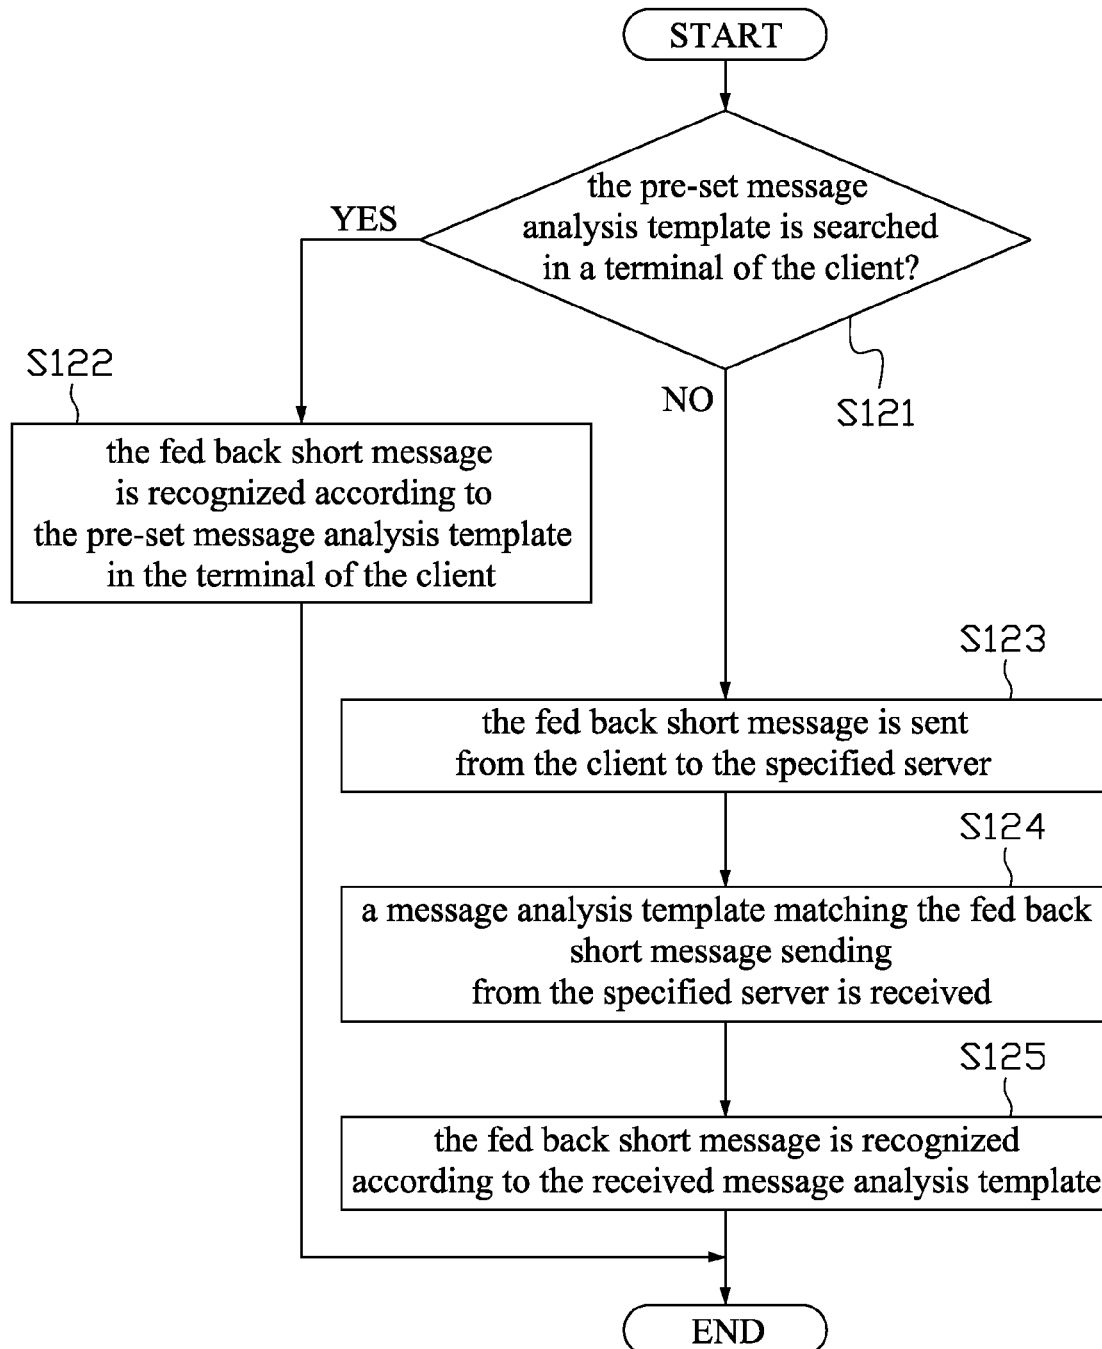 START
the pre-set message
analysis template is searched
in a terminal of the client?
YES
S121
NO
S122
the fed back short message
is recognized according to
the pre-set message analysis template
in the terminal of the client
S123
the fed back short message is sent
from the client to the specified server
S124
a message analysis template matching the fed back
short message sending
from the specified server is received
S125
the fed back short message is recognized
according to the received message analysis template
END